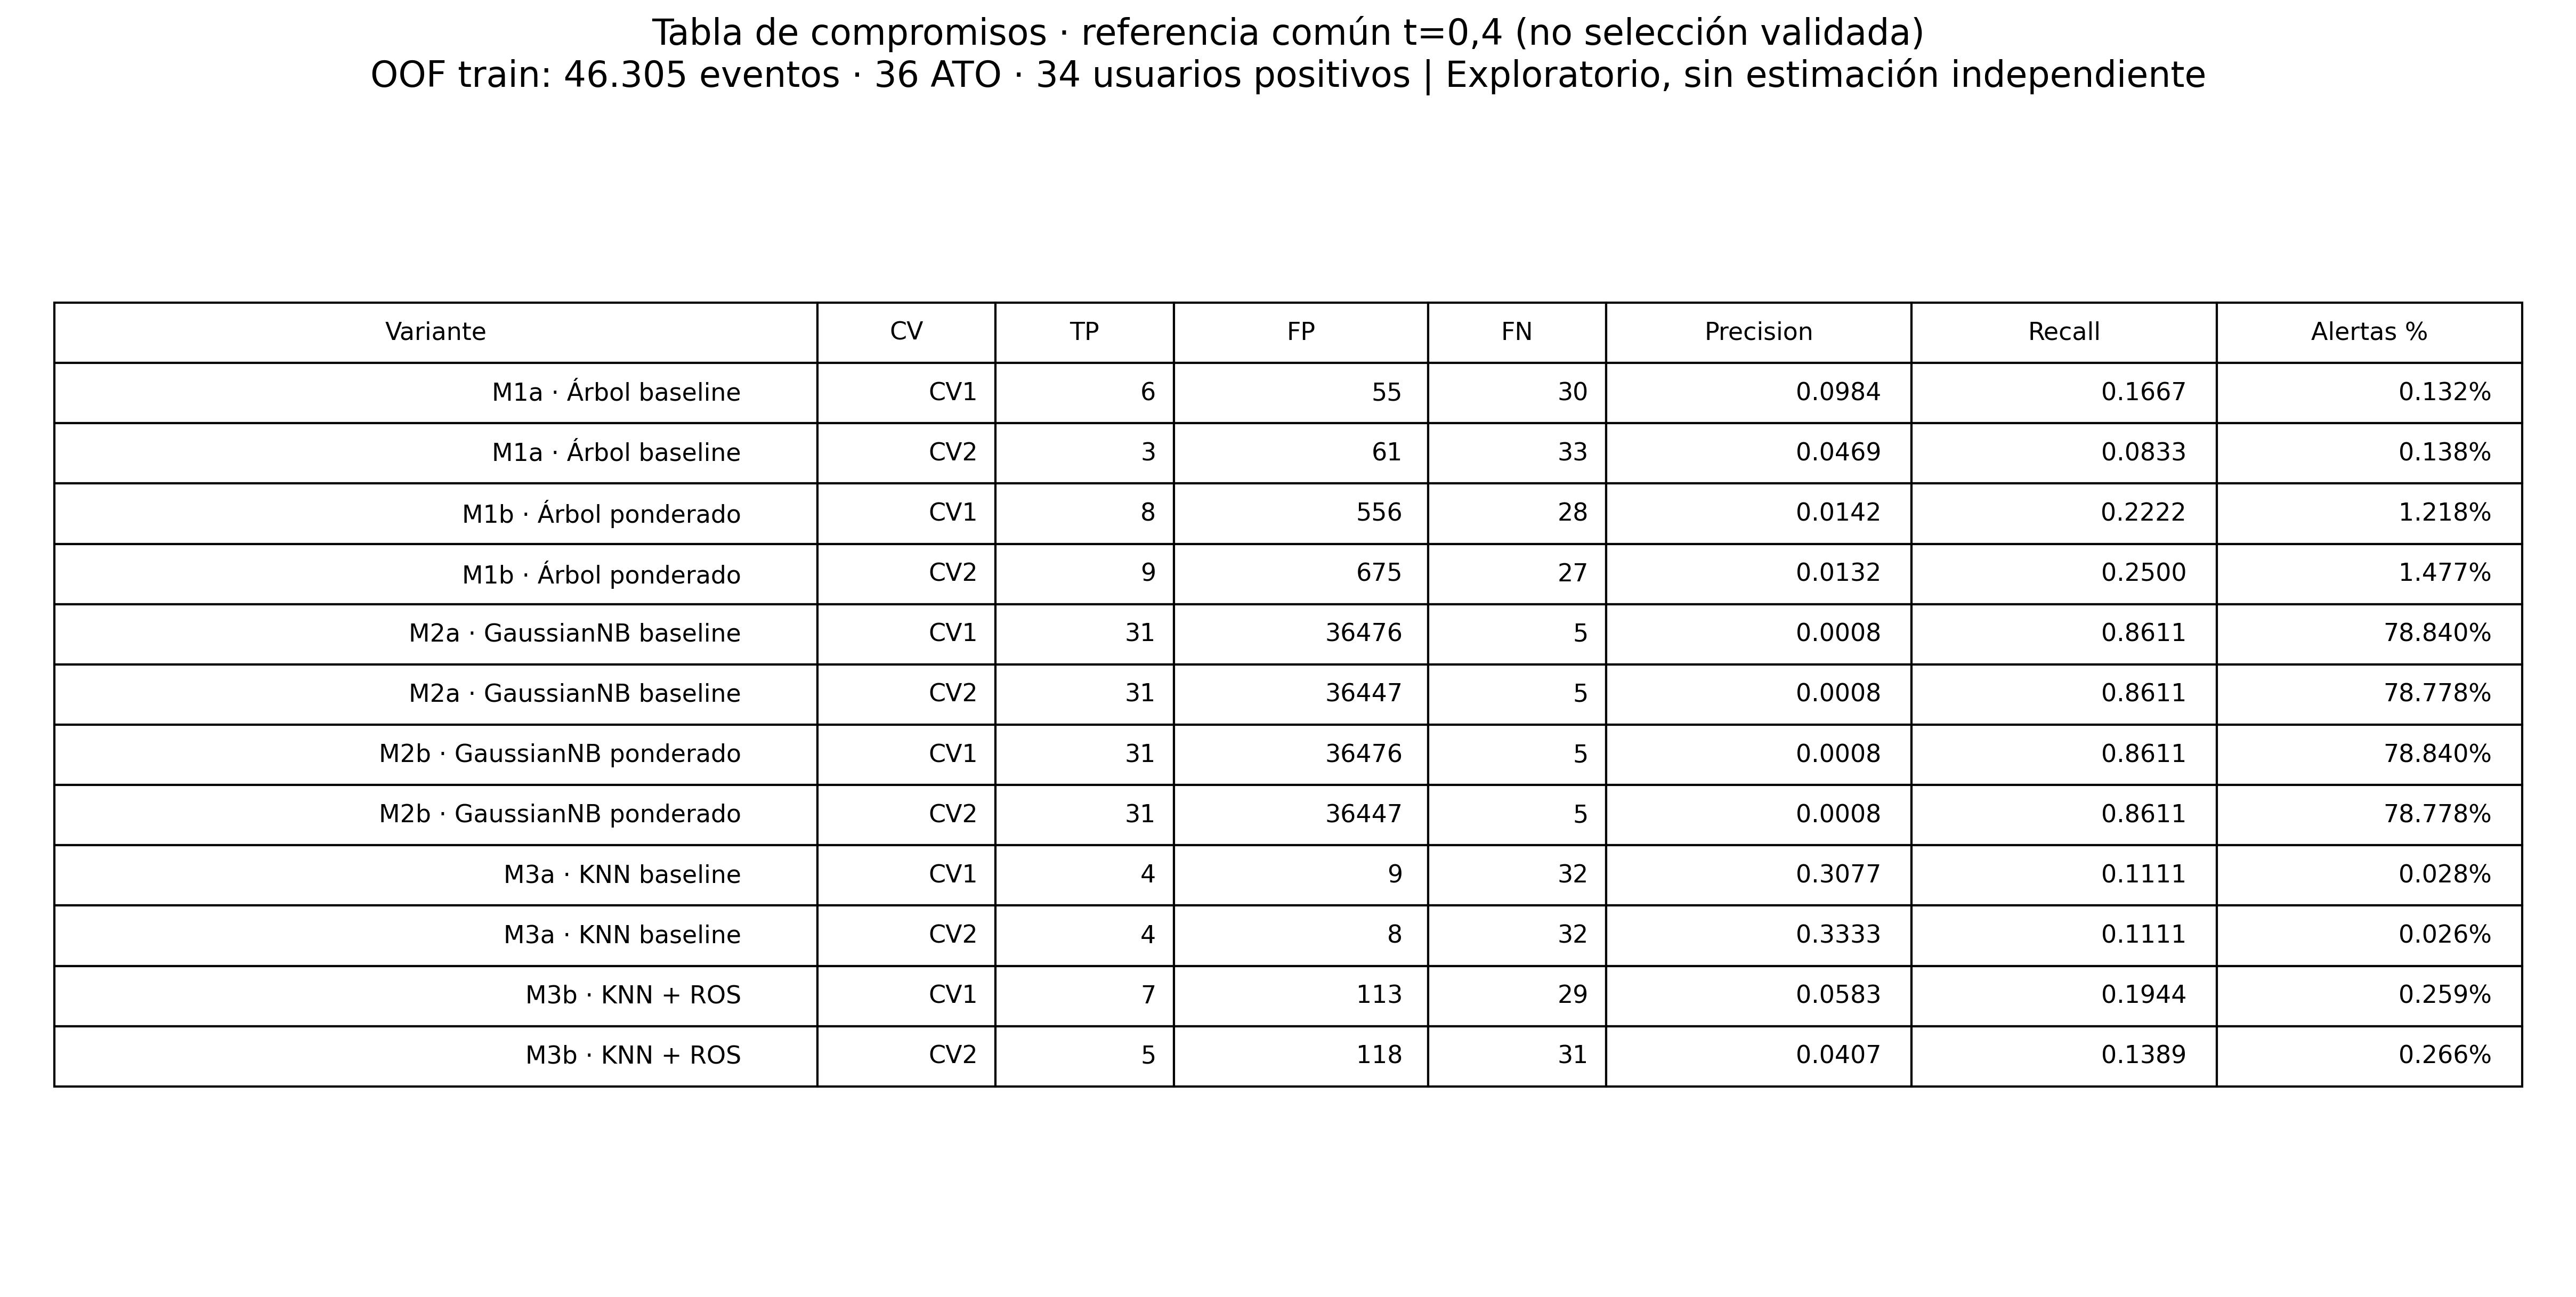 Tabla de compromisos · referencia común t=0,4 (no selección validada)
OOF train: 46.305 eventos · 36 ATO · 34 usuarios positivos | Exploratorio, sin estimación independiente
Variante CV TP FP FN Precision Recall Alertas %
M1a · Árbol baseline CV1 6 55 30 0.0984 0.1667 0.132%
M1a · Árbol baseline CV2 3 61 33 0.0469 0.0833 0.138%
M1b · Árbol ponderado CV1 8 556 28 0.0142 0.2222 1.218%
M1b · Árbol ponderado CV2 9 675 27 0.0132 0.2500 1.477%
M2a · GaussianNB baseline CV1 31 36476 5 0.0008 0.8611 78.840%
M2a · GaussianNB baseline CV2 31 36447 5 0.0008 0.8611 78.778%
M2b · GaussianNB ponderado CV1 31 36476 5 0.0008 0.8611 78.840%
M2b · GaussianNB ponderado CV2 31 36447 5 0.0008 0.8611 78.778%
M3a · KNN baseline CV1 4 9 32 0.3077 0.1111 0.028%
M3a · KNN baseline CV2 4 8 32 0.3333 0.1111 0.026%
M3b · KNN + ROS CV1 7 113 29 0.0583 0.1944 0.259%
M3b · KNN + ROS CV2 5 118 31 0.0407 0.1389 0.266%